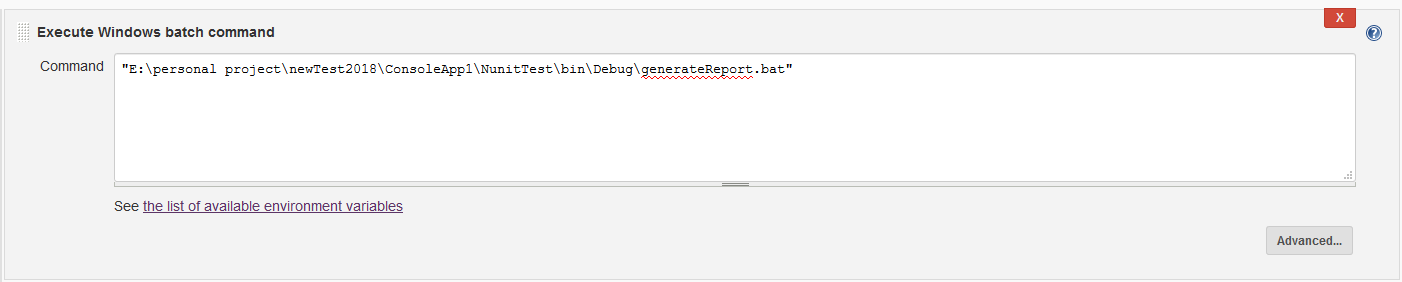 X
Execute Windows batch command
?
Command
"E:\personal project\newTest2018\ConsoleApp1\NunitTest\bin\Debug\generateReport.bat"
See the list of available environment variables
Advanced...